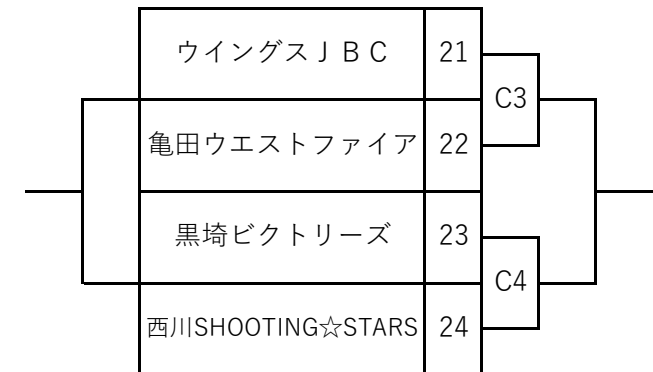 ウイングスＪＢＣ 21
C3
亀田ウエストファイア 22
黒埼ビクトリーズ 23
C4
西川SHOOTING☆STARS 24